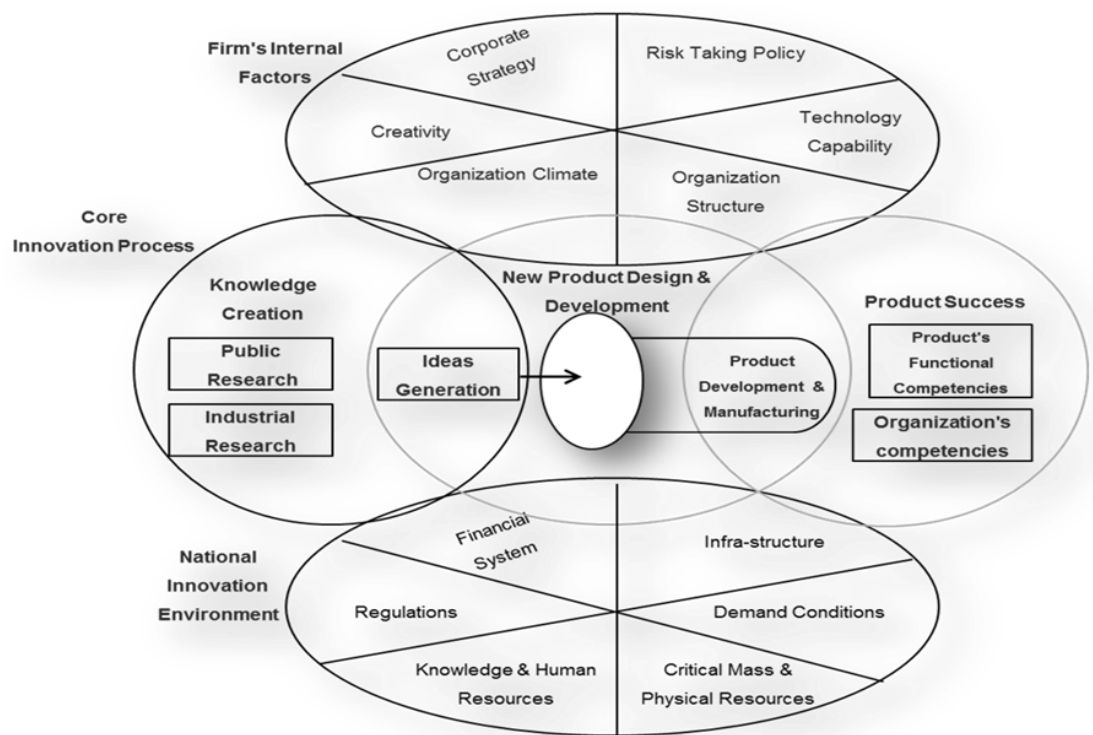 Firm's Internal
Factors
Corporate
Strategy
Risk Taking Policy
Creativity
Technology
Capability
Organization Climate
Organization
Structure
Core
Innovation Process
Knowledge
Creation
Public
Research
Industrial
Research
Ideas
Generation
New Product Design &
Development
Product
Development &
Manufacturing
Product Success
Product's
Functional
Competencies
Organization's
competencies
National
Innovation
Environment
Financial
System
Infra-structure
Regulations
Demand Conditions
Knowledge & Human
Resources
Critical Mass &
Physical Resources